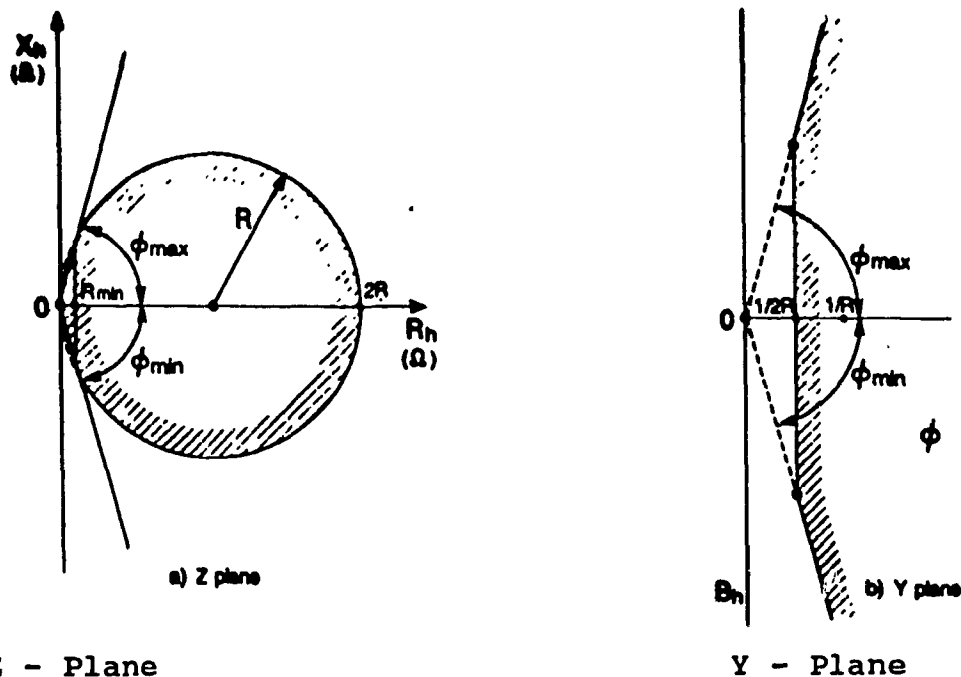 Xh
(Ω)
R
ϕmax
0
Rmin
2R
Rh
(Ω)
ϕmin
a) Z plane
ϕmax
0
1/2R
1/R
ϕmin
ϕ
Bh
b) Y plane
- Plane
Y - Plane